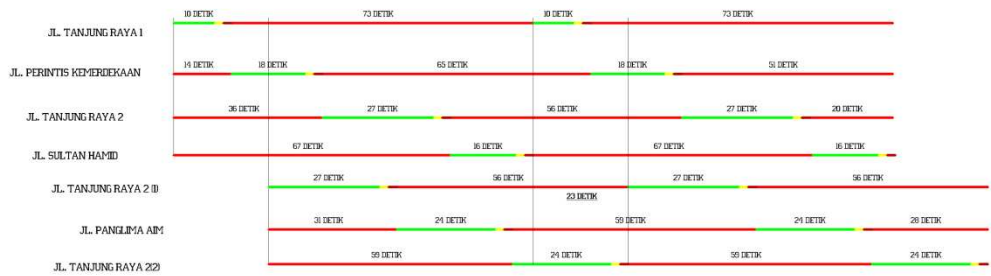 10 DETIK 73 DETIK 10 DETIK 73 DETIK
JL. TANJUNG RAYA 1
14 DETIK 18 DETIK 65 DETIK 18 DETIK 51 DETIK
JL. PERINTIS KEMERDEKAAN
36 DETIK 27 DETIK 56 DETIK 27 DETIK 20 DETIK
JL. TANJUNG RAYA 2
JL. SULTAN HAMID
67 DETIK 16 DETIK 67 DETIK 16 DETIK
27 DETIK 56 DETIK 27 DETIK 56 DETIK
JL. TANJUNG RAYA 2 (1)
23 DETIK
31 DETIK 24 DETIK 59 DETIK 24 DETIK 28 DETIK
JL. PANGLIMA AIM
59 DETIK 24 DETIK 59 DETIK 24 DETIK
JL. TANJUNG RAYA 2(2)